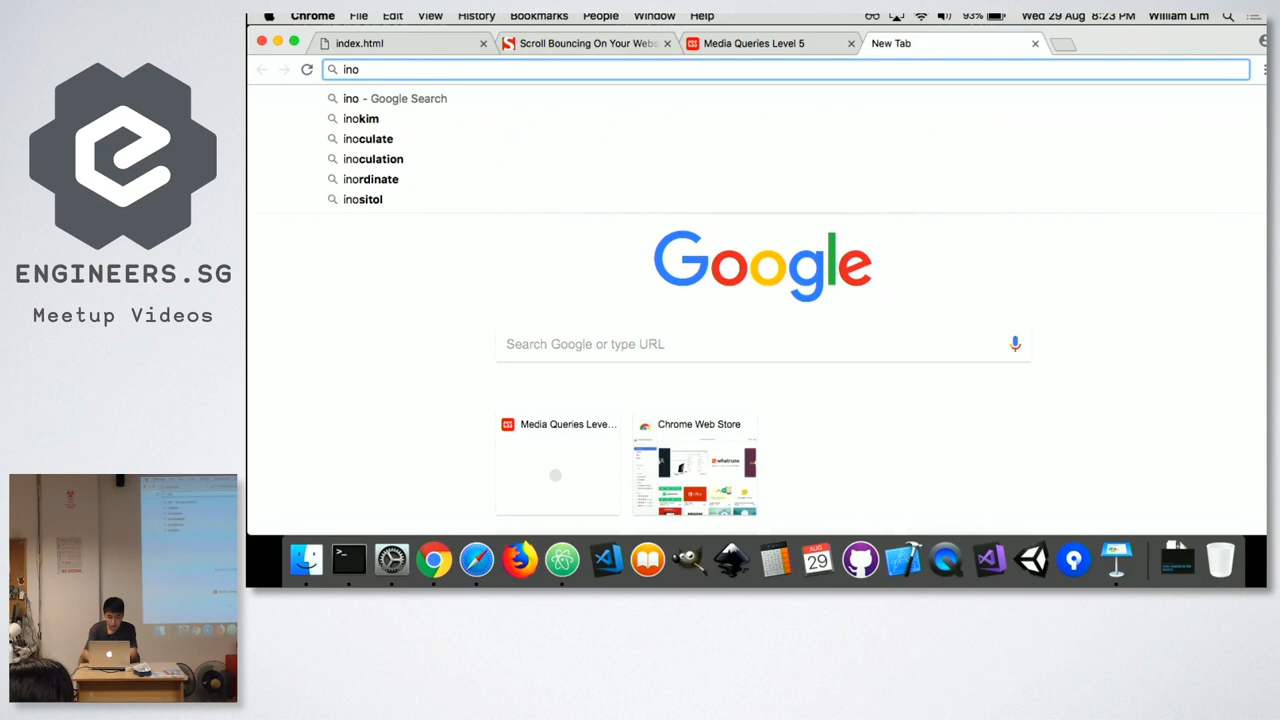 Chrome File Edit View History Bookmarks People Window Help 93% Wed 29 Aug 8:23 PM William Lim
index.html Scroll Bouncing On Your Webs Media Queries Level 5 New Tab
ino
ino - Google Search
inokim
inoculate
inoculation
inordinate
inositol
Google
Search Google or type URL
Media Queries Leve... Chrome Web Store
AUG
29
ENGINEERS.SG
Meetup Videos